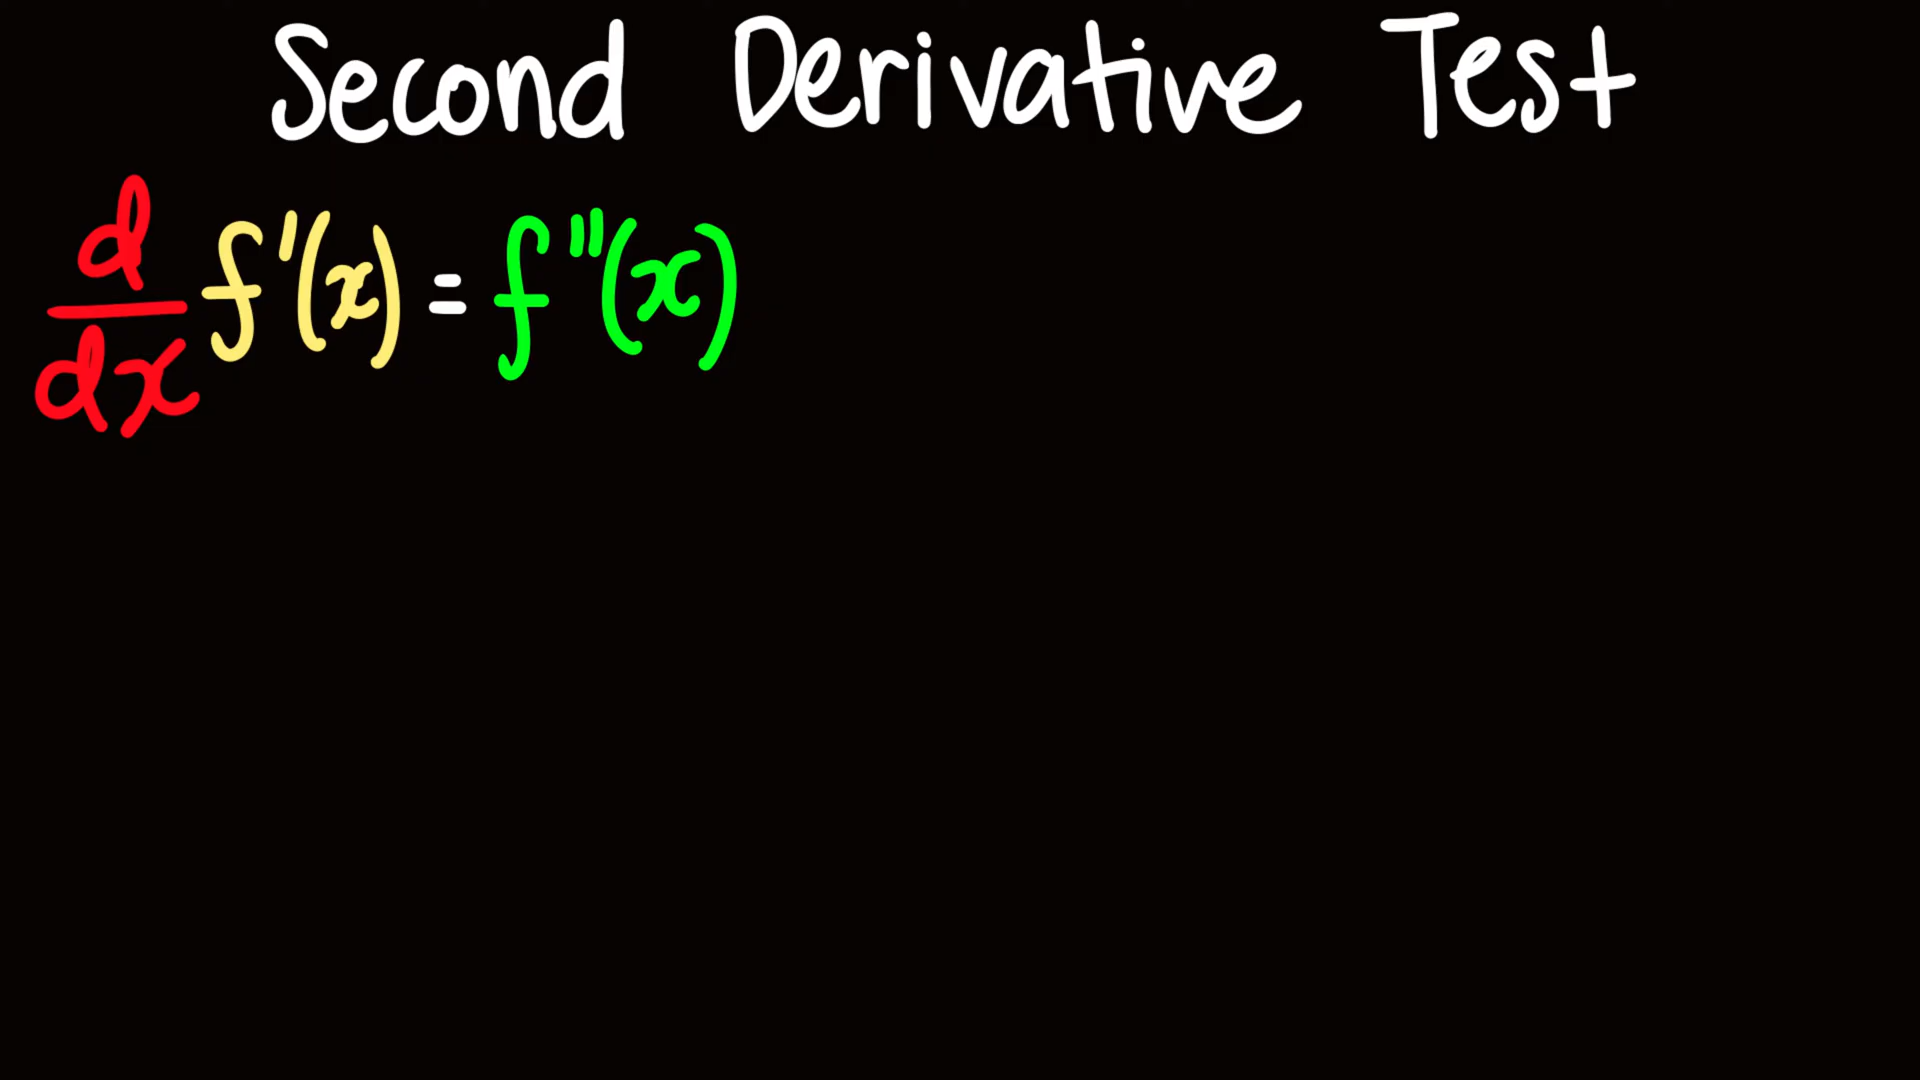 Second Derivative Test
d/dx f'(x) = f''(x)